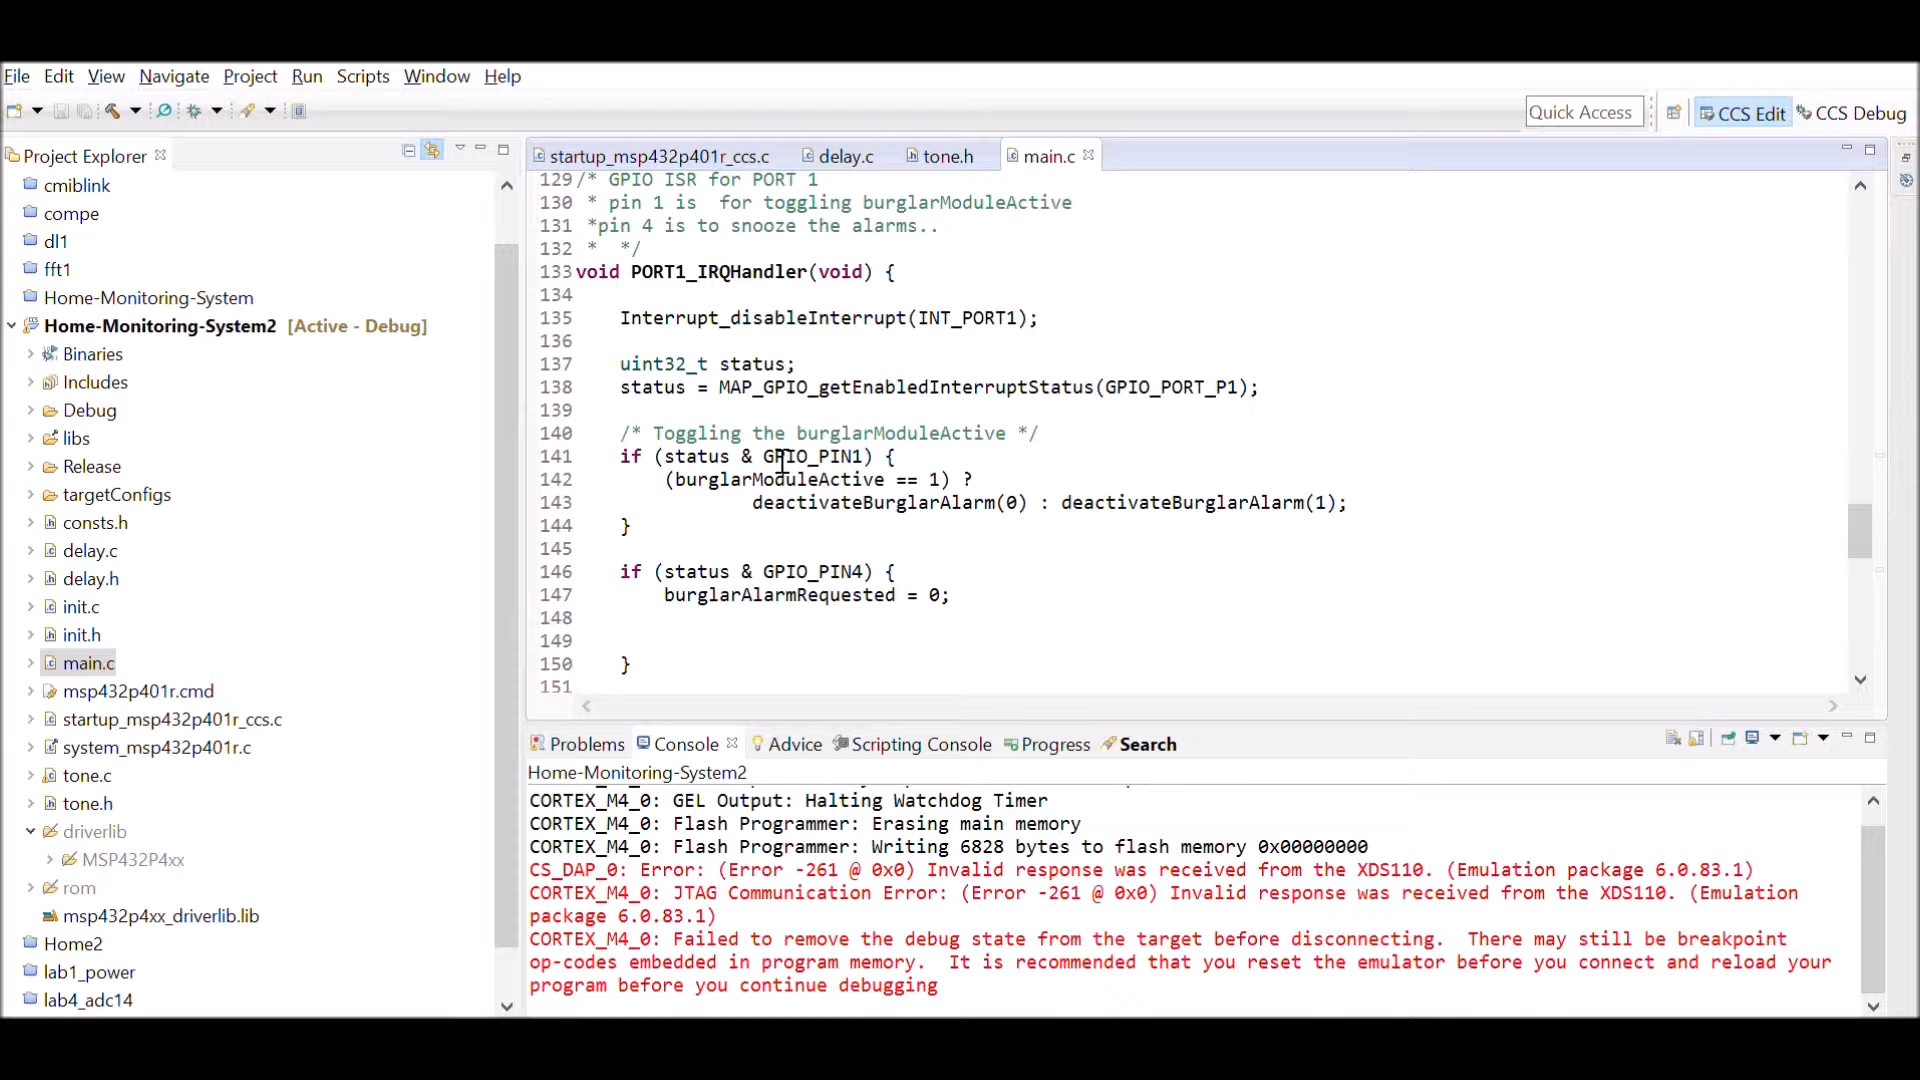 File Edit View Navigate Project Run Scripts Window Help
Quick Access CCS Edit CCS Debug
Project Explorer
cmiblink
compe
dl1
fft1
Home-Monitoring-System
Home-Monitoring-System2 [Active - Debug]
Binaries
Includes
Debug
libs
Release
targetConfigs
consts.h
delay.c
delay.h
init.c
init.h
main.c
msp432p401r.cmd
startup_msp432p401r_ccs.c
system_msp432p401r.c
tone.c
tone.h
driverlib
MSP432P4xx
rom
msp432p4xx_driverlib.lib
Home2
lab1_power
lab4_adc14
startup_msp432p401r_ccs.c delay.c tone.h main.c
129 /* GPIO ISR for PORT 1
130  * pin 1 is  for toggling burglarModuleActive
131  *pin 4 is to snooze the alarms..
132  *  */
133 void PORT1_IRQHandler(void) {
134
135     Interrupt_disableInterrupt(INT_PORT1);
136
137     uint32_t status;
138     status = MAP_GPIO_getEnabledInterruptStatus(GPIO_PORT_P1);
139
140     /* Toggling the burglarModuleActive */
141     if (status & GPIO_PIN1) {
142         (burglarModuleActive == 1) ?
143                 deactivateBurglarAlarm(0) : deactivateBurglarAlarm(1);
144     }
145
146     if (status & GPIO_PIN4) {
147         burglarAlarmRequested = 0;
148
149
150     }
151
Problems Console Advice Scripting Console Progress Search
Home-Monitoring-System2
CORTEX_M4_0: GEL Output: Halting Watchdog Timer
CORTEX_M4_0: Flash Programmer: Erasing main memory
CORTEX_M4_0: Flash Programmer: Writing 6828 bytes to flash memory 0x00000000
CS_DAP_0: Error: (Error -261 @ 0x0) Invalid response was received from the XDS110. (Emulation package 6.0.83.1)
CORTEX_M4_0: JTAG Communication Error: (Error -261 @ 0x0) Invalid response was received from the XDS110. (Emulation
package 6.0.83.1)
CORTEX_M4_0: Failed to remove the debug state from the target before disconnecting.  There may still be breakpoint
op-codes embedded in program memory.  It is recommended that you reset the emulator before you connect and reload your
program before you continue debugging